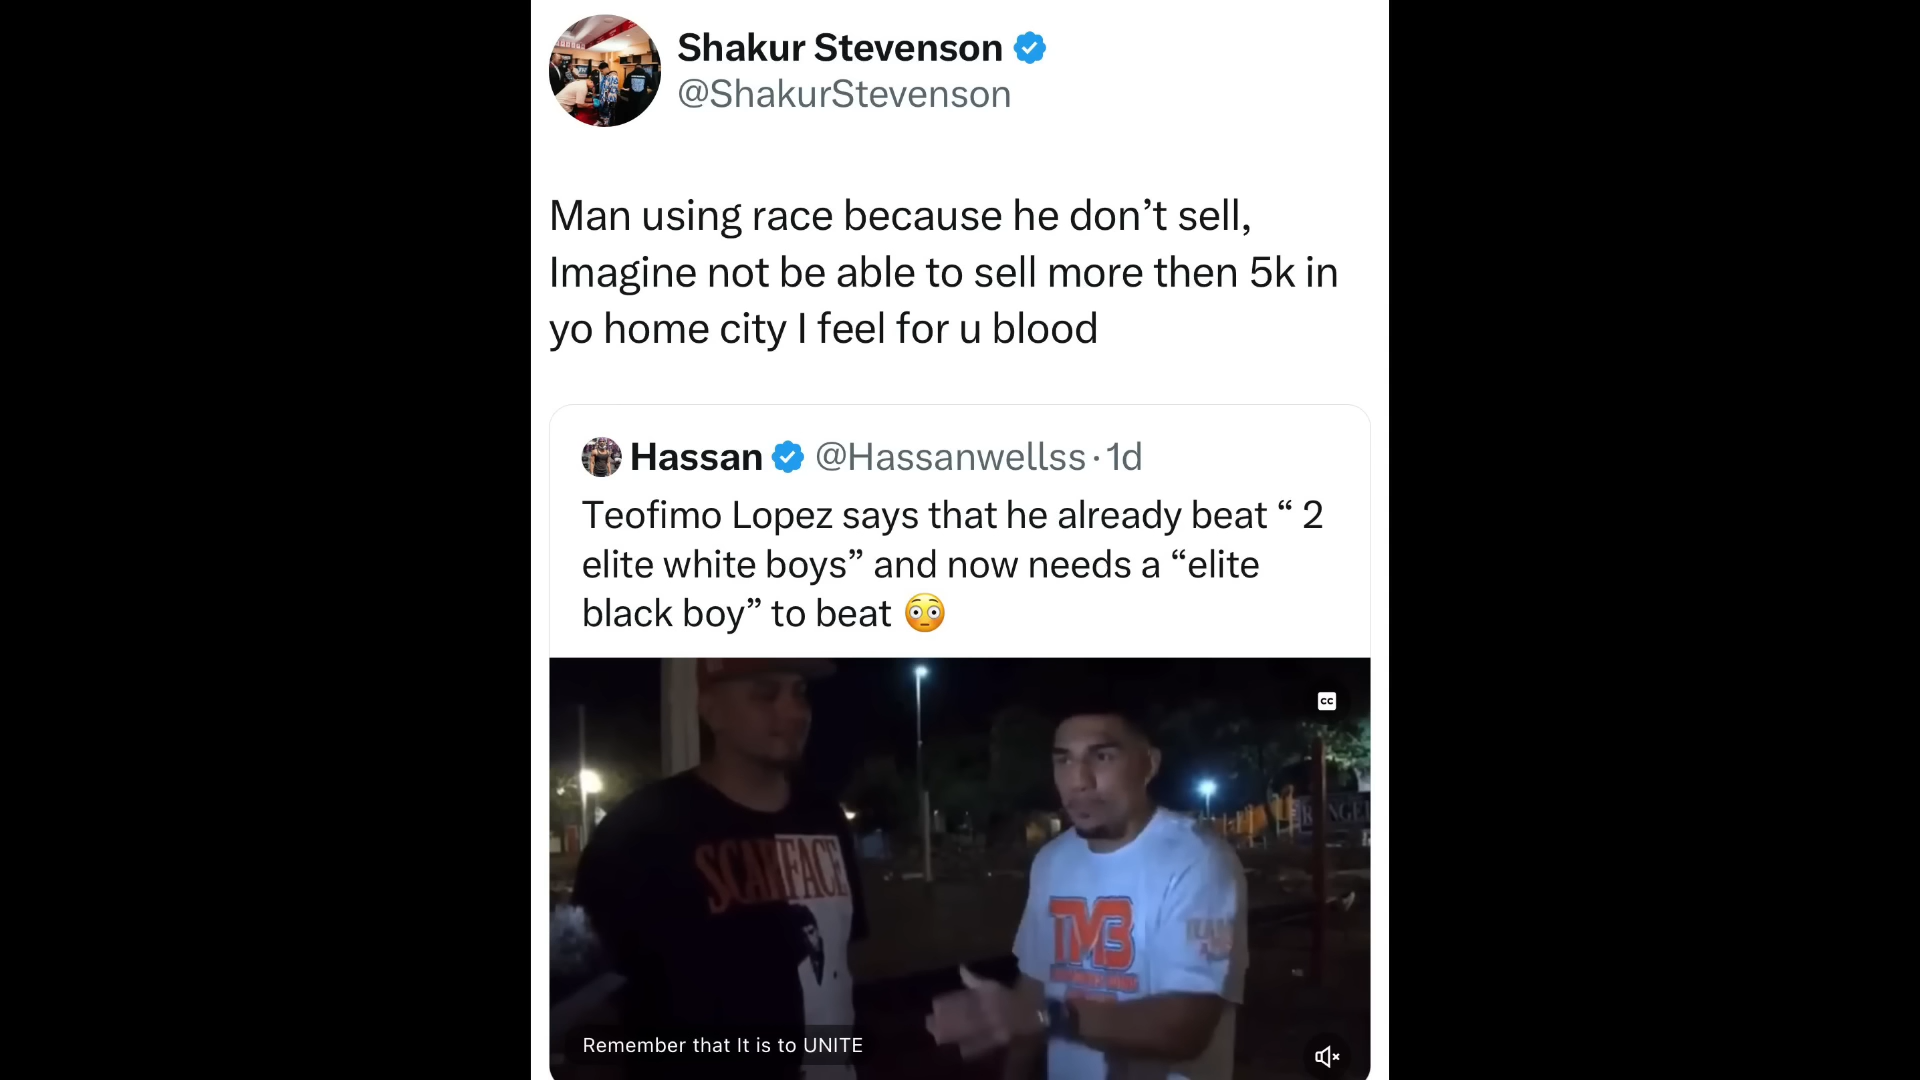 Shakur Stevenson
@ShakurStevenson
Man using race because he don’t sell,
Imagine not be able to sell more then 5k in
yo home city I feel for u blood
Hassan @Hassanwellss · 1d
Teofimo Lopez says that he already beat “ 2
elite white boys” and now needs a “elite
black boy” to beat 😳
CC
SCARFACE
TMB
Remember that It is to UNITE